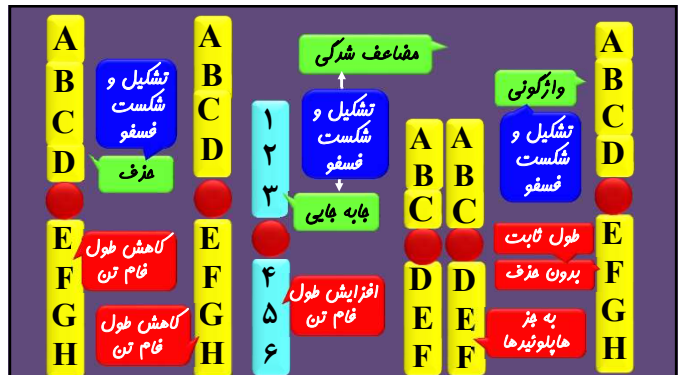 A
B
C
D
E
F
G
H
واژگونی
تشکیل و
شکست
فسفو
طول ثابت
بدون حذف
به جز
هاپلوئیدها
A
B
C
D
E
F
A
B
C
D
E
F
مضاعف شدگی
تشکیل و
شکست
فسفو
جابه جایی
افزایش طول
فام تن
۱
۲
۳
۴
۵
۶
A
B
C
D
E
F
G
H
تشکیل و
شکست
فسفو
حذف
کاهش طول
فام تن
کاهش طول
فام تن
A
B
C
D
E
F
G
H